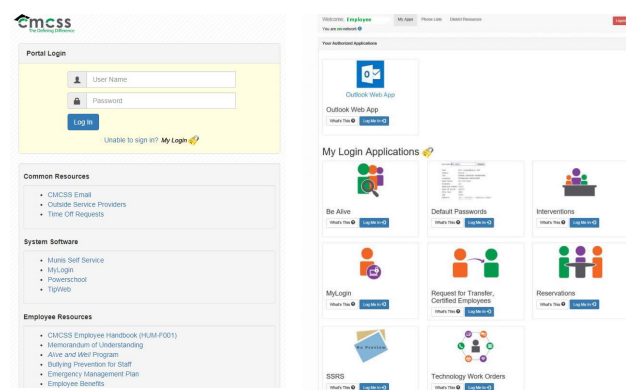 cmcss
The Defining Difference
Portal Login
User Name
Password
Log In
Unable to sign in? My Login
Common Resources
CMCSS Email
Outside Service Providers
Time Off Requests
System Software
Munis Self Service
MyLogin
Powerschool
TipWeb
Employee Resources
CMCSS Employee Handbook (HUM-F001)
Memorandum of Understanding
Alive and Well Program
Bullying Prevention for Staff
Emergency Management Plan
Employee Benefits
Welcome, Employee
My Apps
Phone Lists
District Resources
You are on network
Your Authorized Applications
Outlook Web App
Outlook Web App
What's This
Log Me In
My Login Applications
Be Alive
What's This
Log Me In
Default Passwords
What's This
Log Me In
Interventions
What's This
Log Me In
MyLogin
What's This
Log Me In
Request for Transfer,
Certified Employees
What's This
Log Me In
Reservations
What's This
Log Me In
Be Prepared
SSRS
What's This
Log Me In
Technology Work Orders
What's This
Log Me In